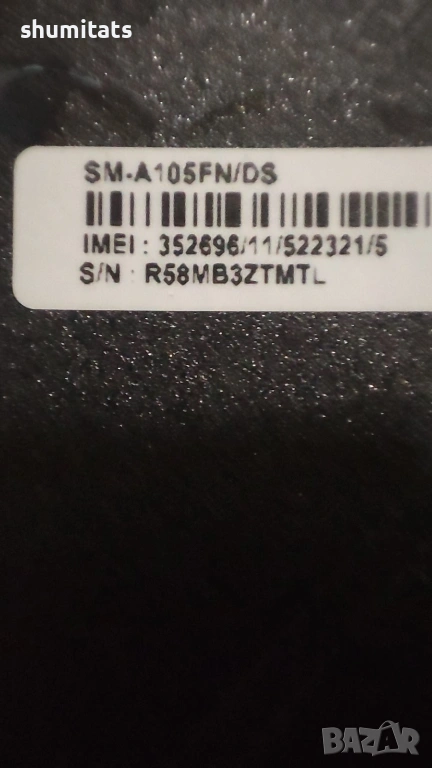 shumitats
SM-A105FN/DS
IMEI : 352696/11/522321/5
S/N : R58MB3ZTMTL
BAZAR